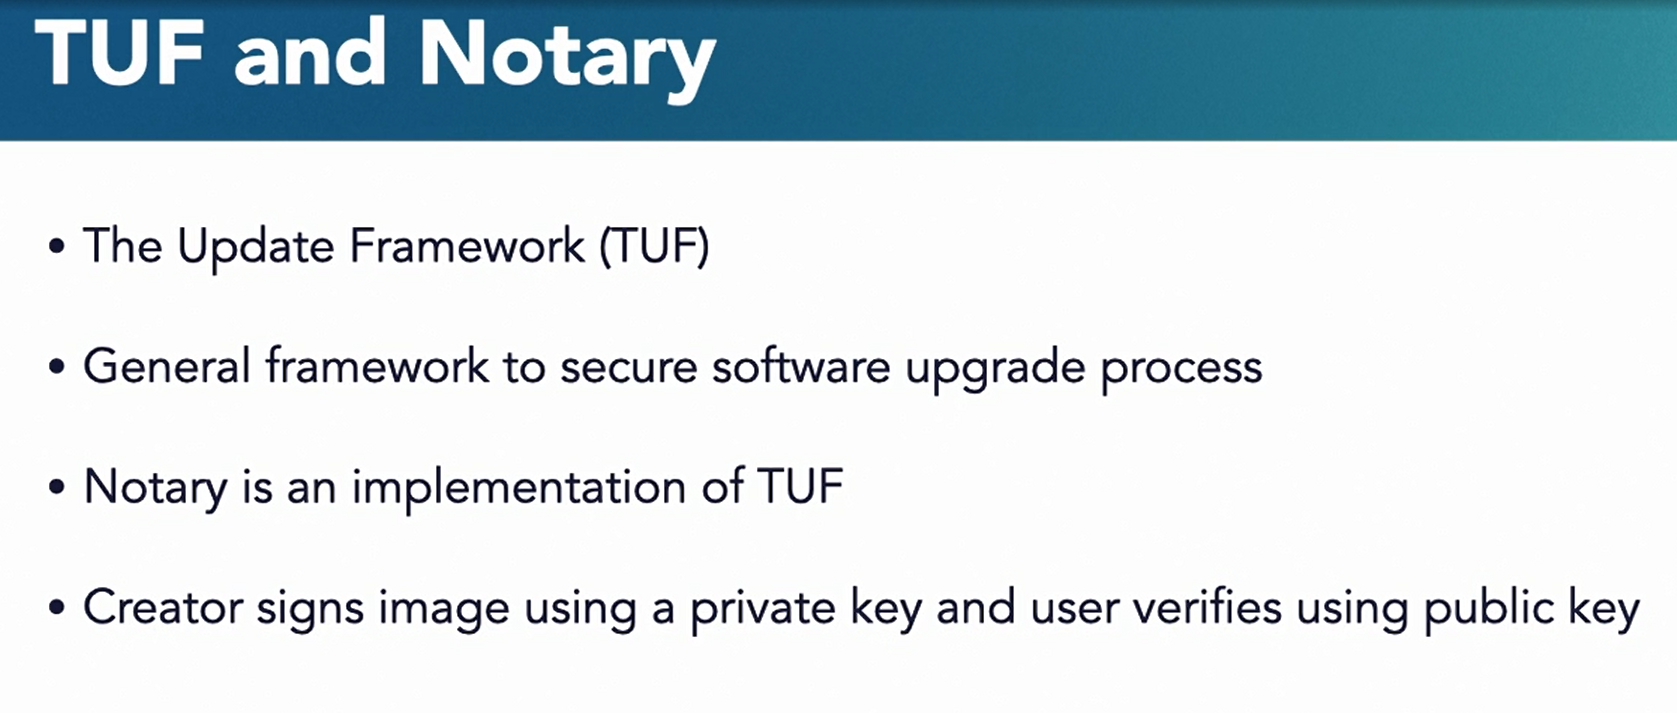 TUF and Notary
• The Update Framework (TUF)
• General framework to secure software upgrade process
• Notary is an implementation of TUF
• Creator signs image using a private key and user verifies using public key